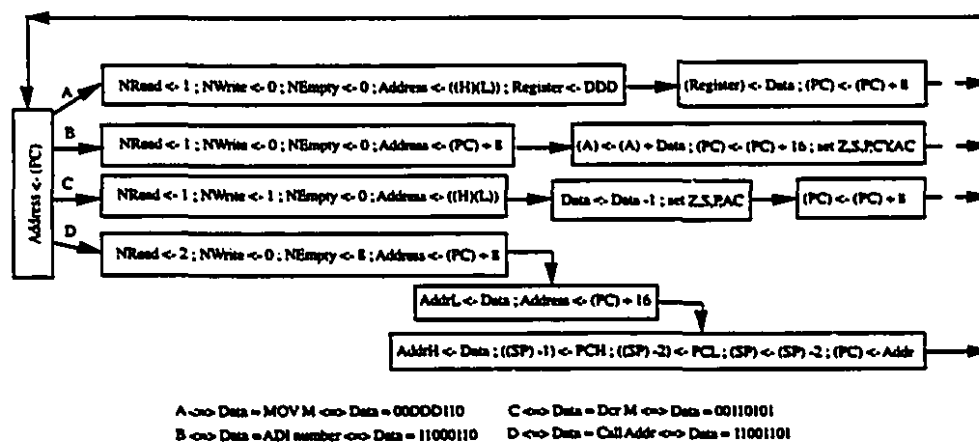 Address <- (PC)
A
NRead <- 1 ; NWrite <- 0 ; NEmpty <- 0 ; Address <- ((H)(L)) ; Register <- DDD
(Register) <- Data ; (PC) <- (PC) + 8
B
NRead <- 1 ; NWrite <- 0 ; NEmpty <- 0 ; Address <- (PC) + 8
(A) <- (A) + Data ; (PC) <- (PC) + 16 ; set Z,S,P,CY,AC
C
NRead <- 1 ; NWrite <- 1 ; NEmpty <- 0 ; Address <- ((H)(L))
Data <- Data -1 ; set Z,S,P,AC
(PC) <- (PC) + 8
D
NRead <- 2 ; NWrite <- 0 ; NEmpty <- 8 ; Address <- (PC) + 8
AddrL <- Data ; Address <- (PC) + 16
AddrH <- Data ; ((SP) -1) <- PCH ; ((SP) -2) <- PCL ; (SP) <- (SP) -2 ; (PC) <- Addr
A <=> Data = MOV M <=> Data = 00DDD110
C <=> Data = Dcr M <=> Data = 00110101
B <=> Data = ADI number <=> Data = 11000110
D <=> Data = Call Addr <=> Data = 11001101